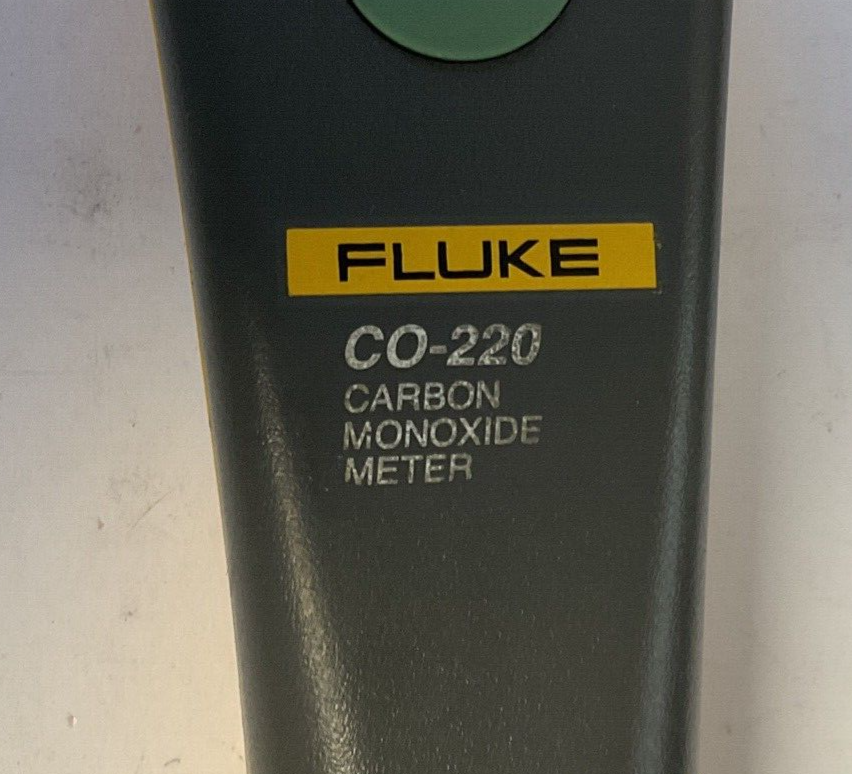 FLUKE
CO-220
CARBON
MONOXIDE
METER